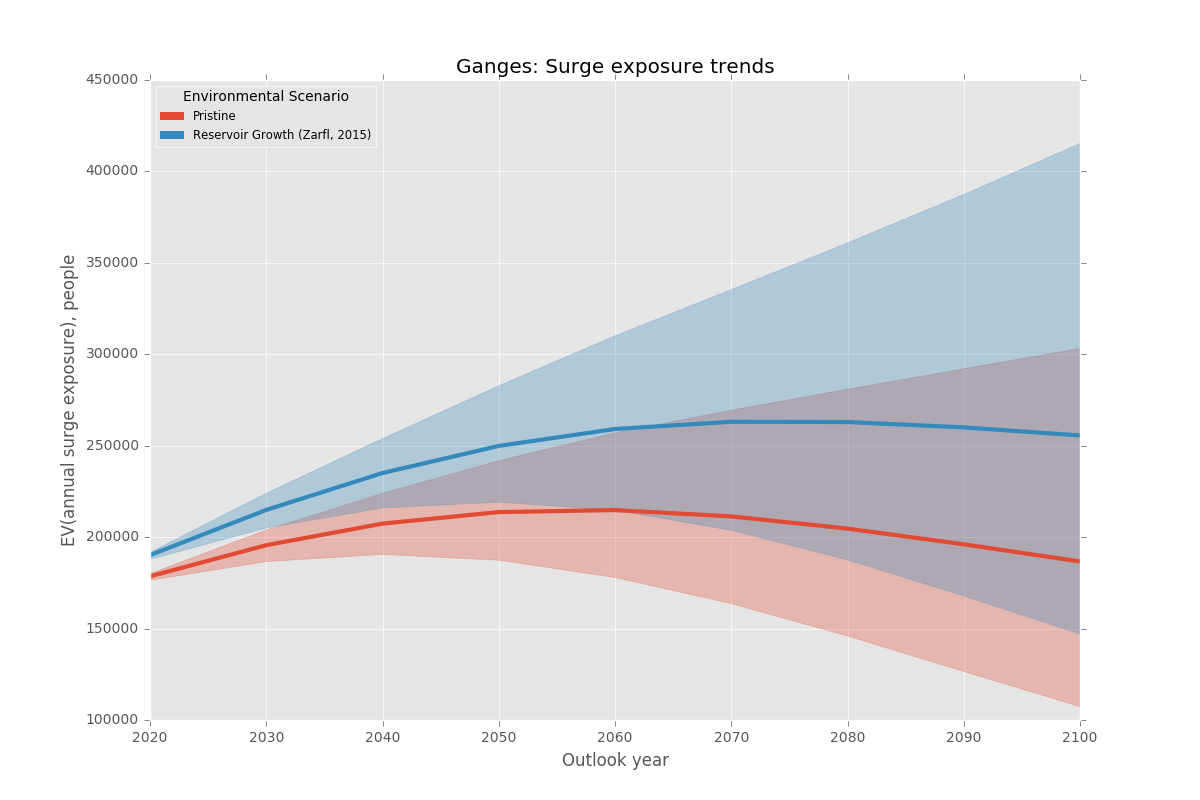 Ganges: Surge exposure trends
450000
400000
350000
300000
250000
200000
150000
100000
EV(annual surge exposure), people
Environmental Scenario
Pristine
Reservoir Growth (Zarfl, 2015)
2020 2030 2040 2050 2060 2070 2080 2090 2100
Outlook year